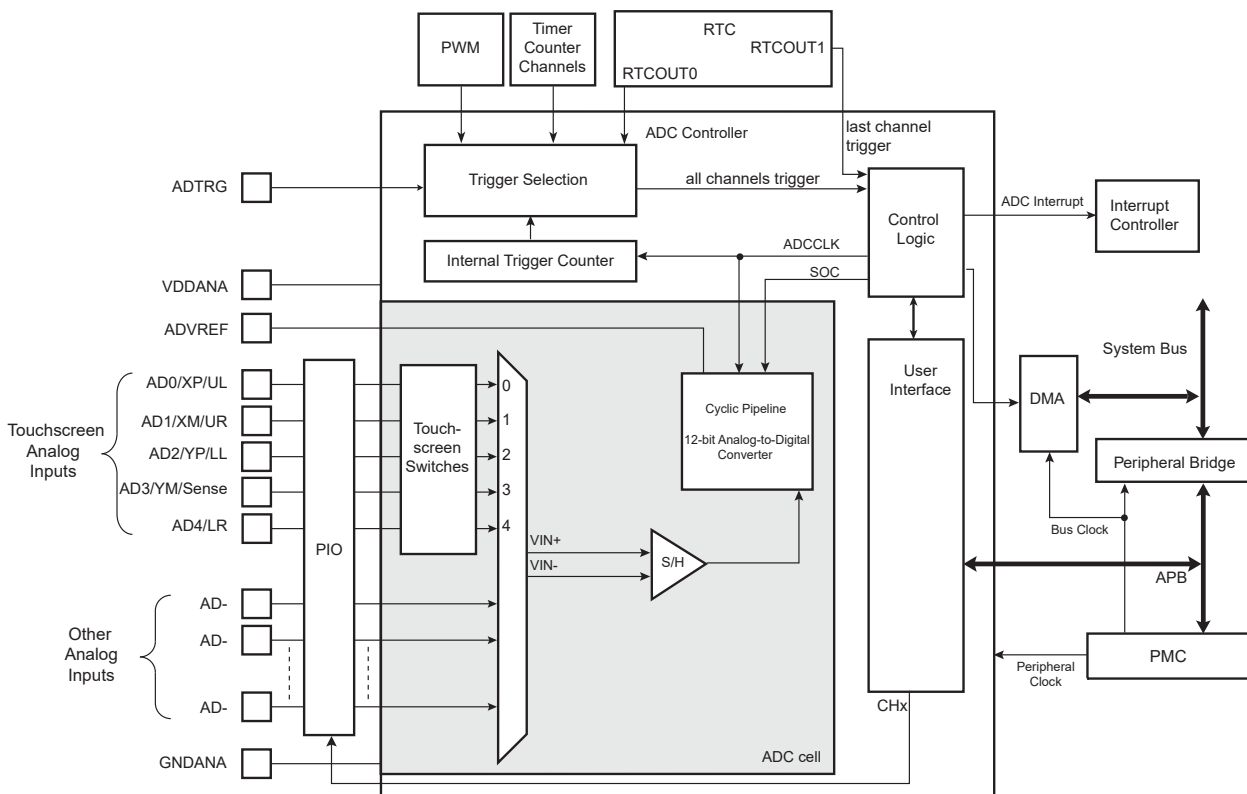 PWM
Timer
Counter
Channels
RTC
RTCOUT1
RTCOUT0
ADC Controller
last channel
trigger
ADTRG
Trigger Selection
all channels trigger
Control
Logic
ADC Interrupt
Interrupt
Controller
Internal Trigger Counter
ADCCLK
SOC
VDDANA
ADVREF
System Bus
User
Interface
DMA
Touchscreen
Analog
Inputs
AD0/XP/UL
AD1/XM/UR
AD2/YP/LL
AD3/YM/Sense
AD4/LR
PIO
Touch-
screen
Switches
0
1
2
3
4
Cyclic Pipeline
12-bit Analog-to-Digital
Converter
Peripheral Bridge
Bus Clock
VIN+
VIN-
S/H
APB
Other
Analog
Inputs
AD-
AD-
AD-
PMC
Peripheral
Clock
CHx
GNDANA
ADC cell